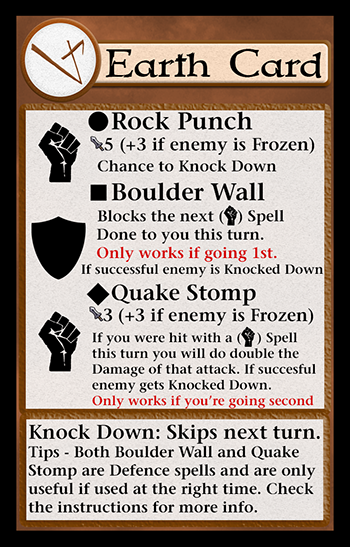 Earth Card
Rock Punch
5 (+3 if enemy is Frozen)
Chance to Knock Down
Boulder Wall
Blocks the next ( ) Spell
Done to you this turn.
Only works if going 1st.
If successful enemy is Knocked Down
Quake Stomp
3 (+3 if enemy is Frozen)
If you were hit with a ( ) Spell
this turn you will do double the
Damage of that attack. If succesful
enemy gets Knocked Down.
Only works if you're going second
Knock Down: Skips next turn.
Tips - Both Boulder Wall and Quake
Stomp are Defence spells and are only
useful if used at the right time. Check
the instructions for more info.